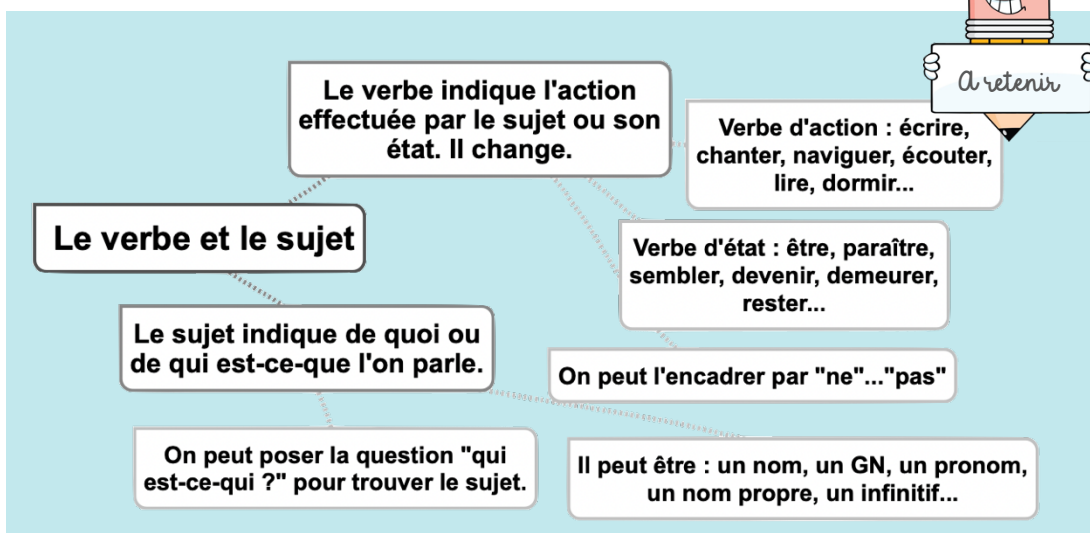 A retenir
Le verbe indique l'action
effectuée par le sujet ou son
état. Il change.
Verbe d'action : écrire,
chanter, naviguer, écouter,
lire, dormir...
Le verbe et le sujet
Verbe d'état : être, paraître,
sembler, devenir, demeurer,
rester...
Le sujet indique de quoi ou
de qui est-ce-que l'on parle.
On peut l'encadrer par "ne"..."pas"
On peut poser la question "qui
est-ce-qui ?" pour trouver le sujet.
Il peut être : un nom, un GN, un pronom,
un nom propre, un infinitif...